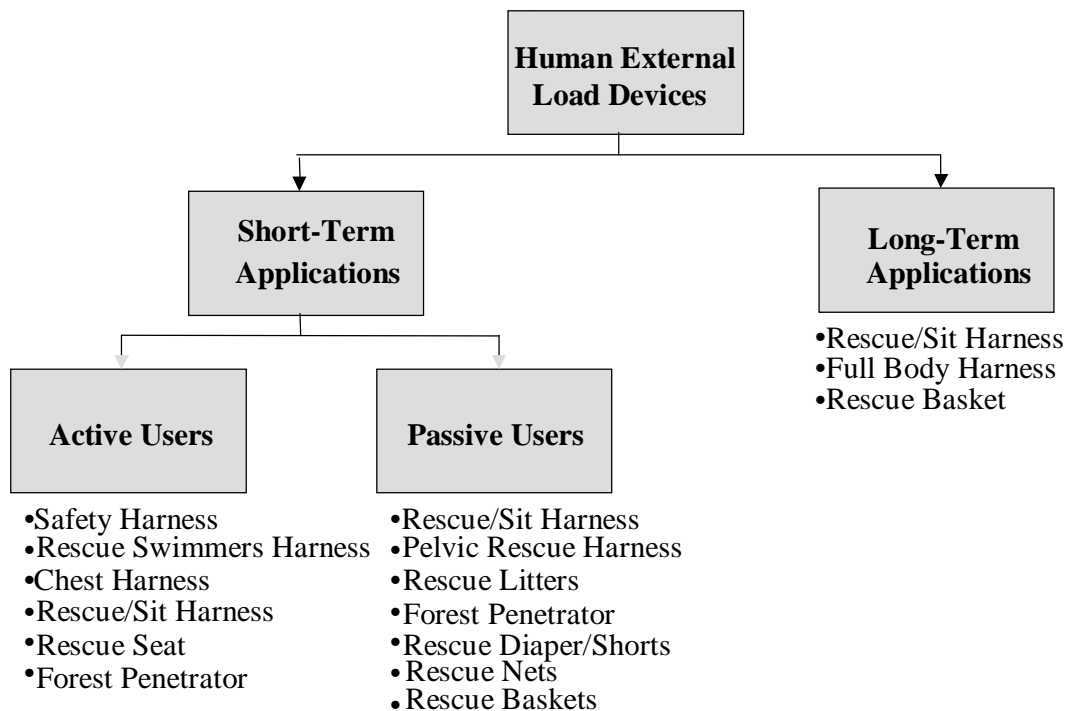 Human External
Load Devices
Short-Term
Applications
Long-Term
Applications
•Rescue/Sit Harness
•Full Body Harness
•Rescue Basket
Active Users
•Safety Harness
•Rescue Swimmers Harness
•Chest Harness
•Rescue/Sit Harness
•Rescue Seat
•Forest Penetrator
Passive Users
•Rescue/Sit Harness
•Pelvic Rescue Harness
•Rescue Litters
•Forest Penetrator
•Rescue Diaper/Shorts
•Rescue Nets
•Rescue Baskets